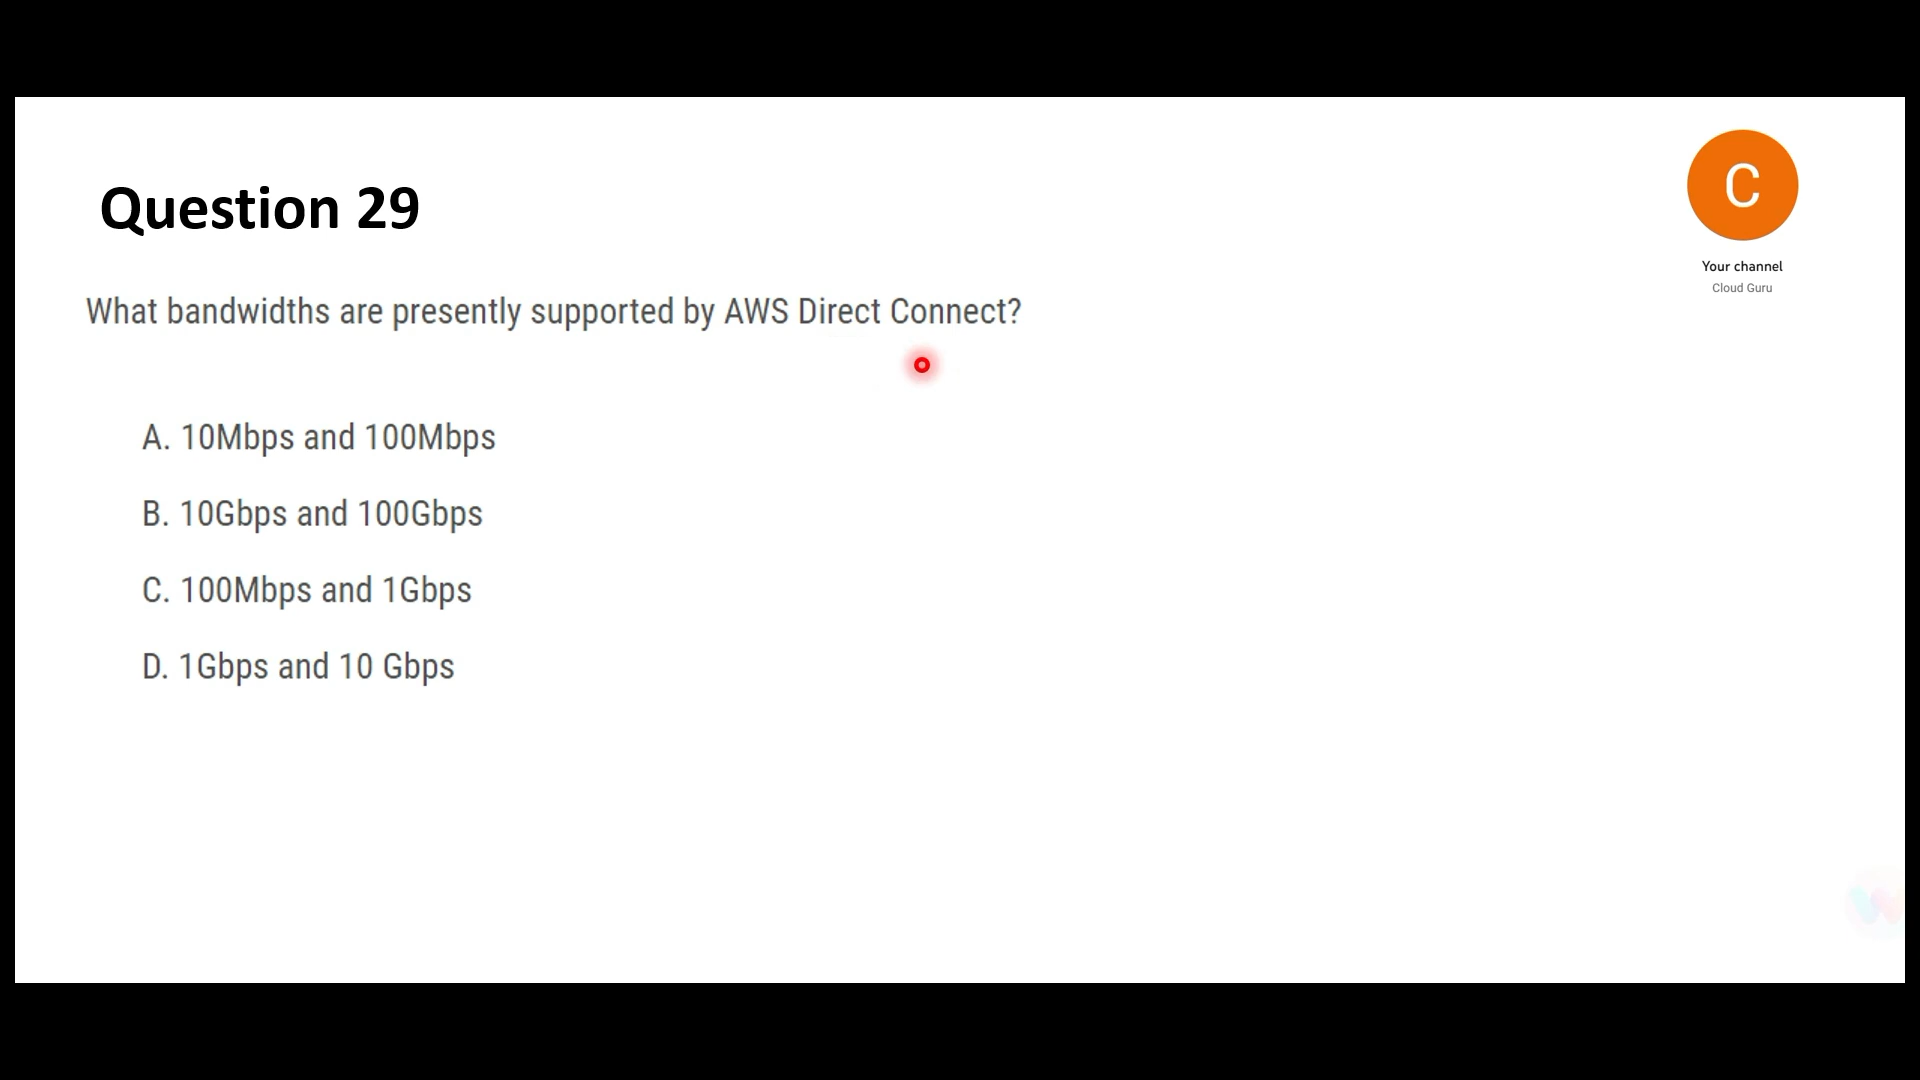 Question 29
C
Your channel
Cloud Guru
What bandwidths are presently supported by AWS Direct Connect?
A. 10Mbps and 100Mbps
B. 10Gbps and 100Gbps
C. 100Mbps and 1Gbps
D. 1Gbps and 10 Gbps